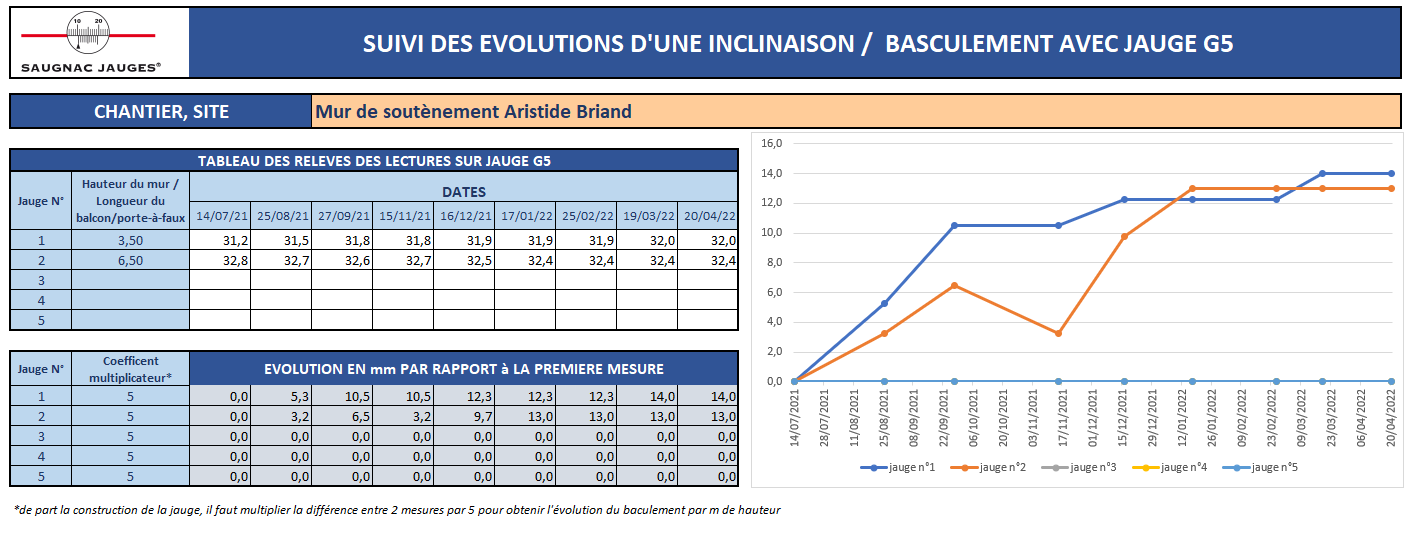 10 20
SAUGNAC JAUGES®
SUIVI DES EVOLUTIONS D'UNE INCLINAISON / BASCULEMENT AVEC JAUGE G5
CHANTIER, SITE Mur de soutènement Aristide Briand
TABLEAU DES RELEVES DES LECTURES SUR JAUGE G5
Jauge N° Hauteur du mur / Longueur du balcon/porte-à-faux DATES
14/07/21 25/08/21 27/09/21 15/11/21 16/12/21 17/01/22 25/02/22 19/03/22 20/04/22
1 3,50 31,2 31,5 31,8 31,8 31,9 31,9 31,9 32,0 32,0
2 6,50 32,8 32,7 32,6 32,7 32,5 32,4 32,4 32,4 32,4
3
4
5
Jauge N° Coefficent multiplicateur* EVOLUTION EN mm PAR RAPPORT à LA PREMIERE MESURE
1 5 0,0 5,3 10,5 10,5 12,3 12,3 12,3 14,0 14,0
2 5 0,0 3,2 6,5 3,2 9,7 13,0 13,0 13,0 13,0
3 5 0,0 0,0 0,0 0,0 0,0 0,0 0,0 0,0 0,0
4 5 0,0 0,0 0,0 0,0 0,0 0,0 0,0 0,0 0,0
5 5 0,0 0,0 0,0 0,0 0,0 0,0 0,0 0,0 0,0
16,0
14,0
12,0
10,0
8,0
6,0
4,0
2,0
0,0
14/07/2021 28/07/2021 11/08/2021 25/08/2021 08/09/2021 22/09/2021 06/10/2021 20/10/2021 03/11/2021 17/11/2021 01/12/2021 15/12/2021 29/12/2021 12/01/2022 26/01/2022 09/02/2022 23/02/2022 09/03/2022 23/03/2022 06/04/2022 20/04/2022
jauge n°1 jauge n°2 jauge n°3 jauge n°4 jauge n°5
*de part la construction de la jauge, il faut multiplier la différence entre 2 mesures par 5 pour obtenir l'évolution du baculement par m de hauteur